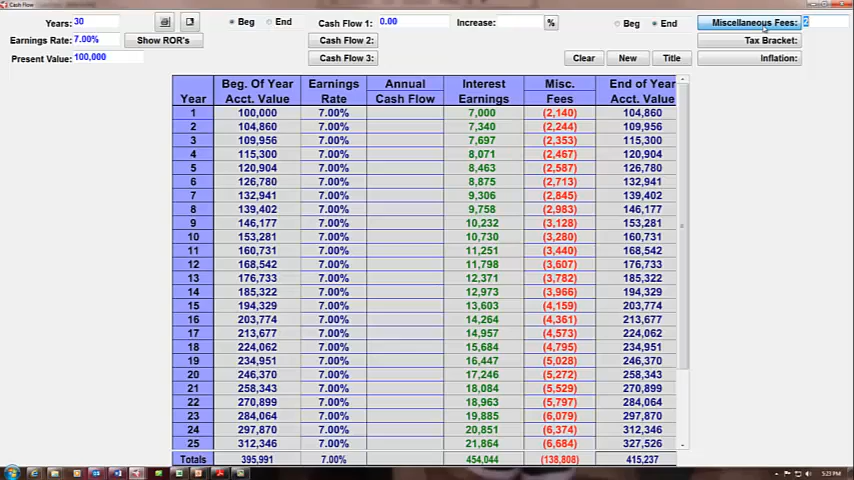 Cash Flow
Years: 30 Beg End Cash Flow 1: 0.00 Increase: % Beg End Miscellaneous Fees: 2
Earnings Rate: 7.00% Show ROR's Cash Flow 2: Tax Bracket:
Present Value: 100,000 Cash Flow 3: Clear New Title Inflation:
Beg. Of Year Earnings Annual Interest Misc. End of Year
Year Acct. Value Rate Cash Flow Earnings Fees Acct. Value
1 100,000 7.00% 7,000 (2,140) 104,860
2 104,860 7.00% 7,340 (2,244) 109,956
3 109,956 7.00% 7,697 (2,353) 115,300
4 115,300 7.00% 8,071 (2,467) 120,904
5 120,904 7.00% 8,463 (2,587) 126,780
6 126,780 7.00% 8,875 (2,713) 132,941
7 132,941 7.00% 9,306 (2,845) 139,402
8 139,402 7.00% 9,758 (2,983) 146,177
9 146,177 7.00% 10,232 (3,128) 153,281
10 153,281 7.00% 10,730 (3,280) 160,731
11 160,731 7.00% 11,251 (3,440) 168,542
12 168,542 7.00% 11,798 (3,607) 176,733
13 176,733 7.00% 12,371 (3,782) 185,322
14 185,322 7.00% 12,973 (3,966) 194,329
15 194,329 7.00% 13,603 (4,159) 203,774
16 203,774 7.00% 14,264 (4,361) 213,677
17 213,677 7.00% 14,957 (4,573) 224,062
18 224,062 7.00% 15,684 (4,795) 234,951
19 234,951 7.00% 16,447 (5,028) 246,370
20 246,370 7.00% 17,246 (5,272) 258,343
21 258,343 7.00% 18,084 (5,529) 270,899
22 270,899 7.00% 18,963 (5,797) 284,064
23 284,064 7.00% 19,885 (6,079) 297,870
24 297,870 7.00% 20,851 (6,374) 312,346
25 312,346 7.00% 21,864 (6,684) 327,526
Totals 395,991 7.00% 454,044 (138,808) 415,237
5:23 PM